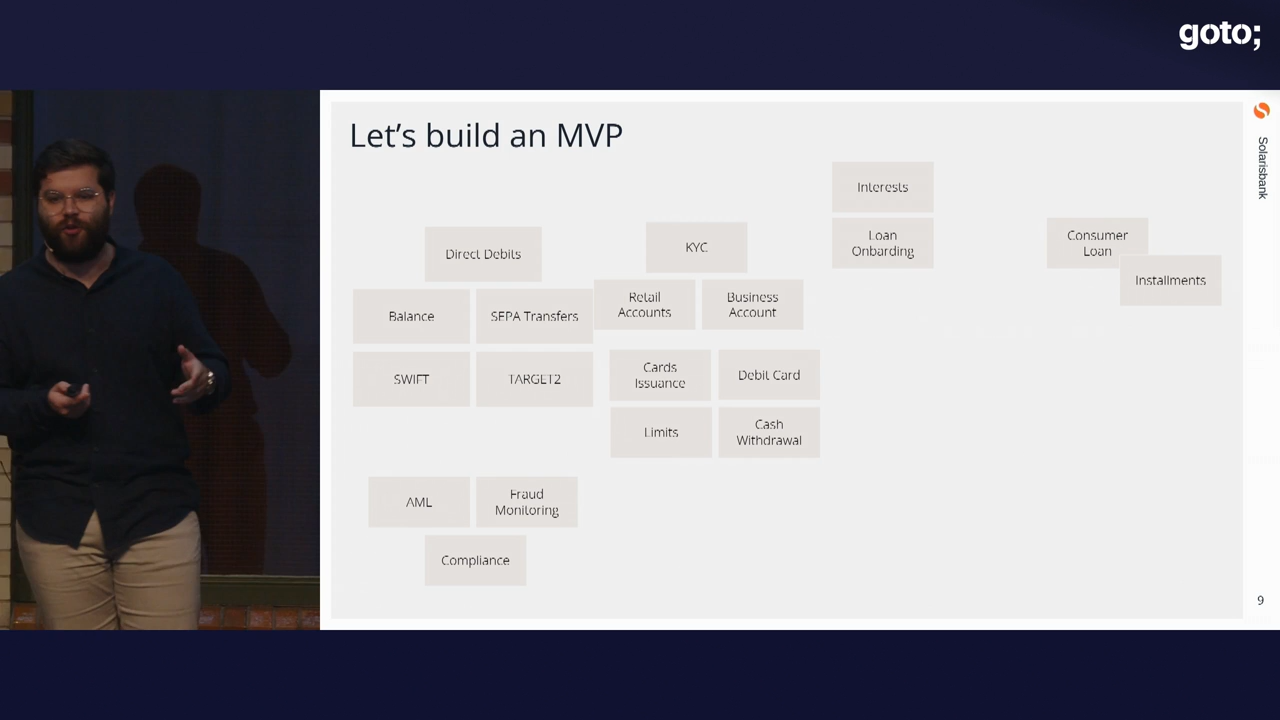 goto;
Let's build an MVP
Solarisbank
Interests
Direct Debits
KYC
Loan
Onbarding
Consumer
Loan
Installments
Balance
SEPA Transfers
Retail
Accounts
Business
Account
SWIFT
TARGET2
Cards
Issuance
Debit Card
Limits
Cash
Withdrawal
AML
Fraud
Monitoring
Compliance
9